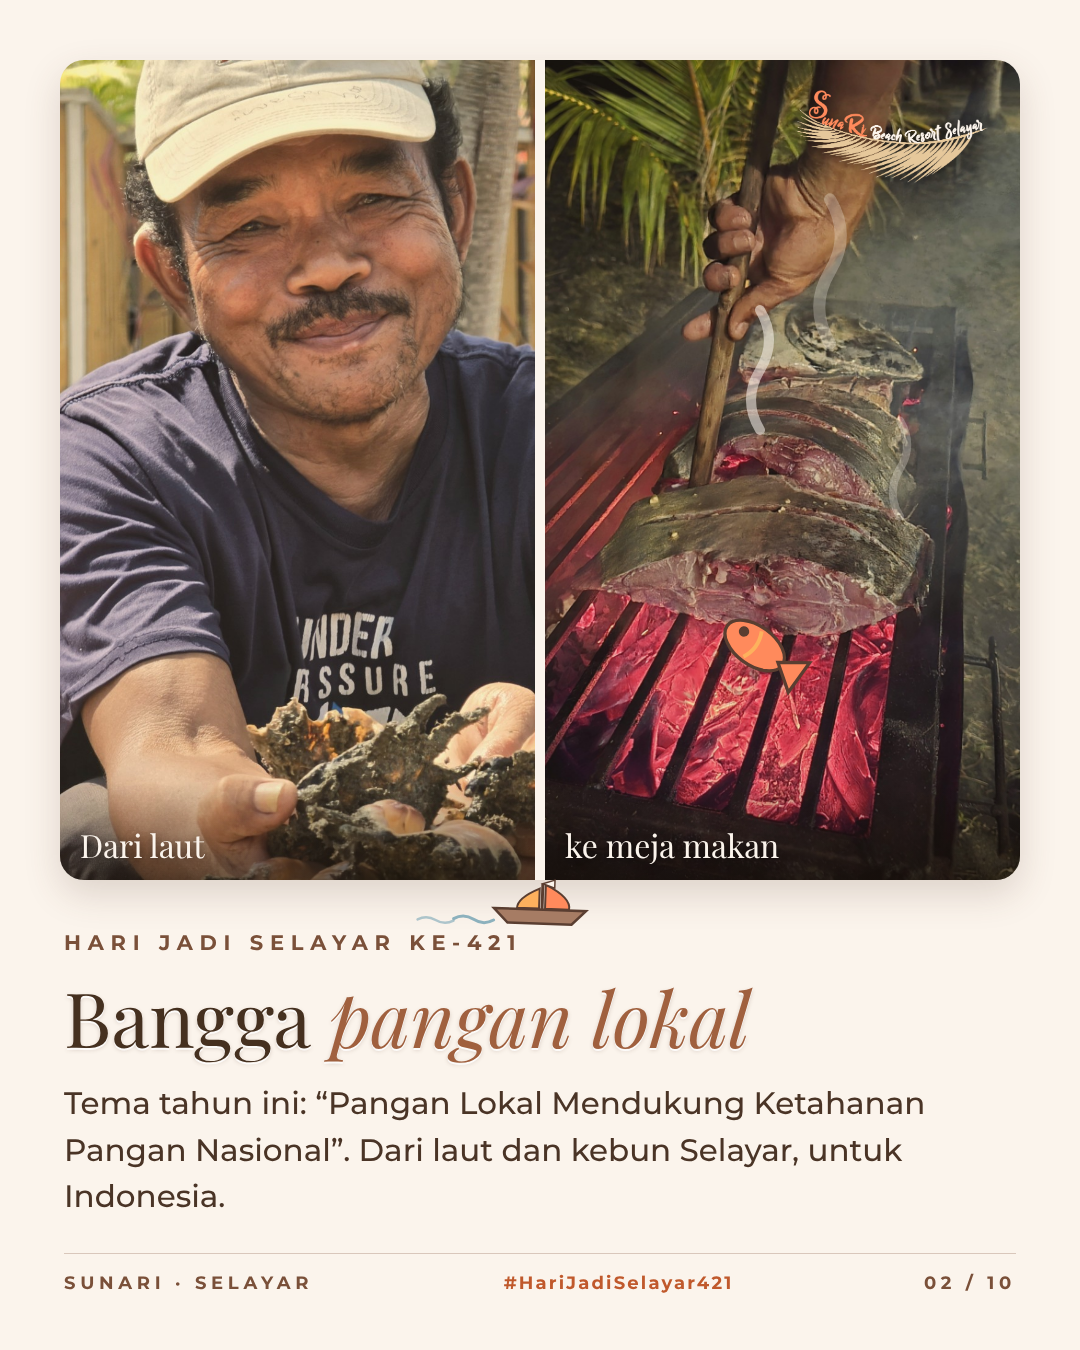 SunaRi Beach Resort Selayar
NDER
SSURE
Dari laut
ke meja makan
HARI JADI SELAYAR KE-421
Bangga pangan lokal
Tema tahun ini: “Pangan Lokal Mendukung Ketahanan
Pangan Nasional”. Dari laut dan kebun Selayar, untuk
Indonesia.
SUNARI · SELAYAR
#HariJadiSelayar421
02 / 10